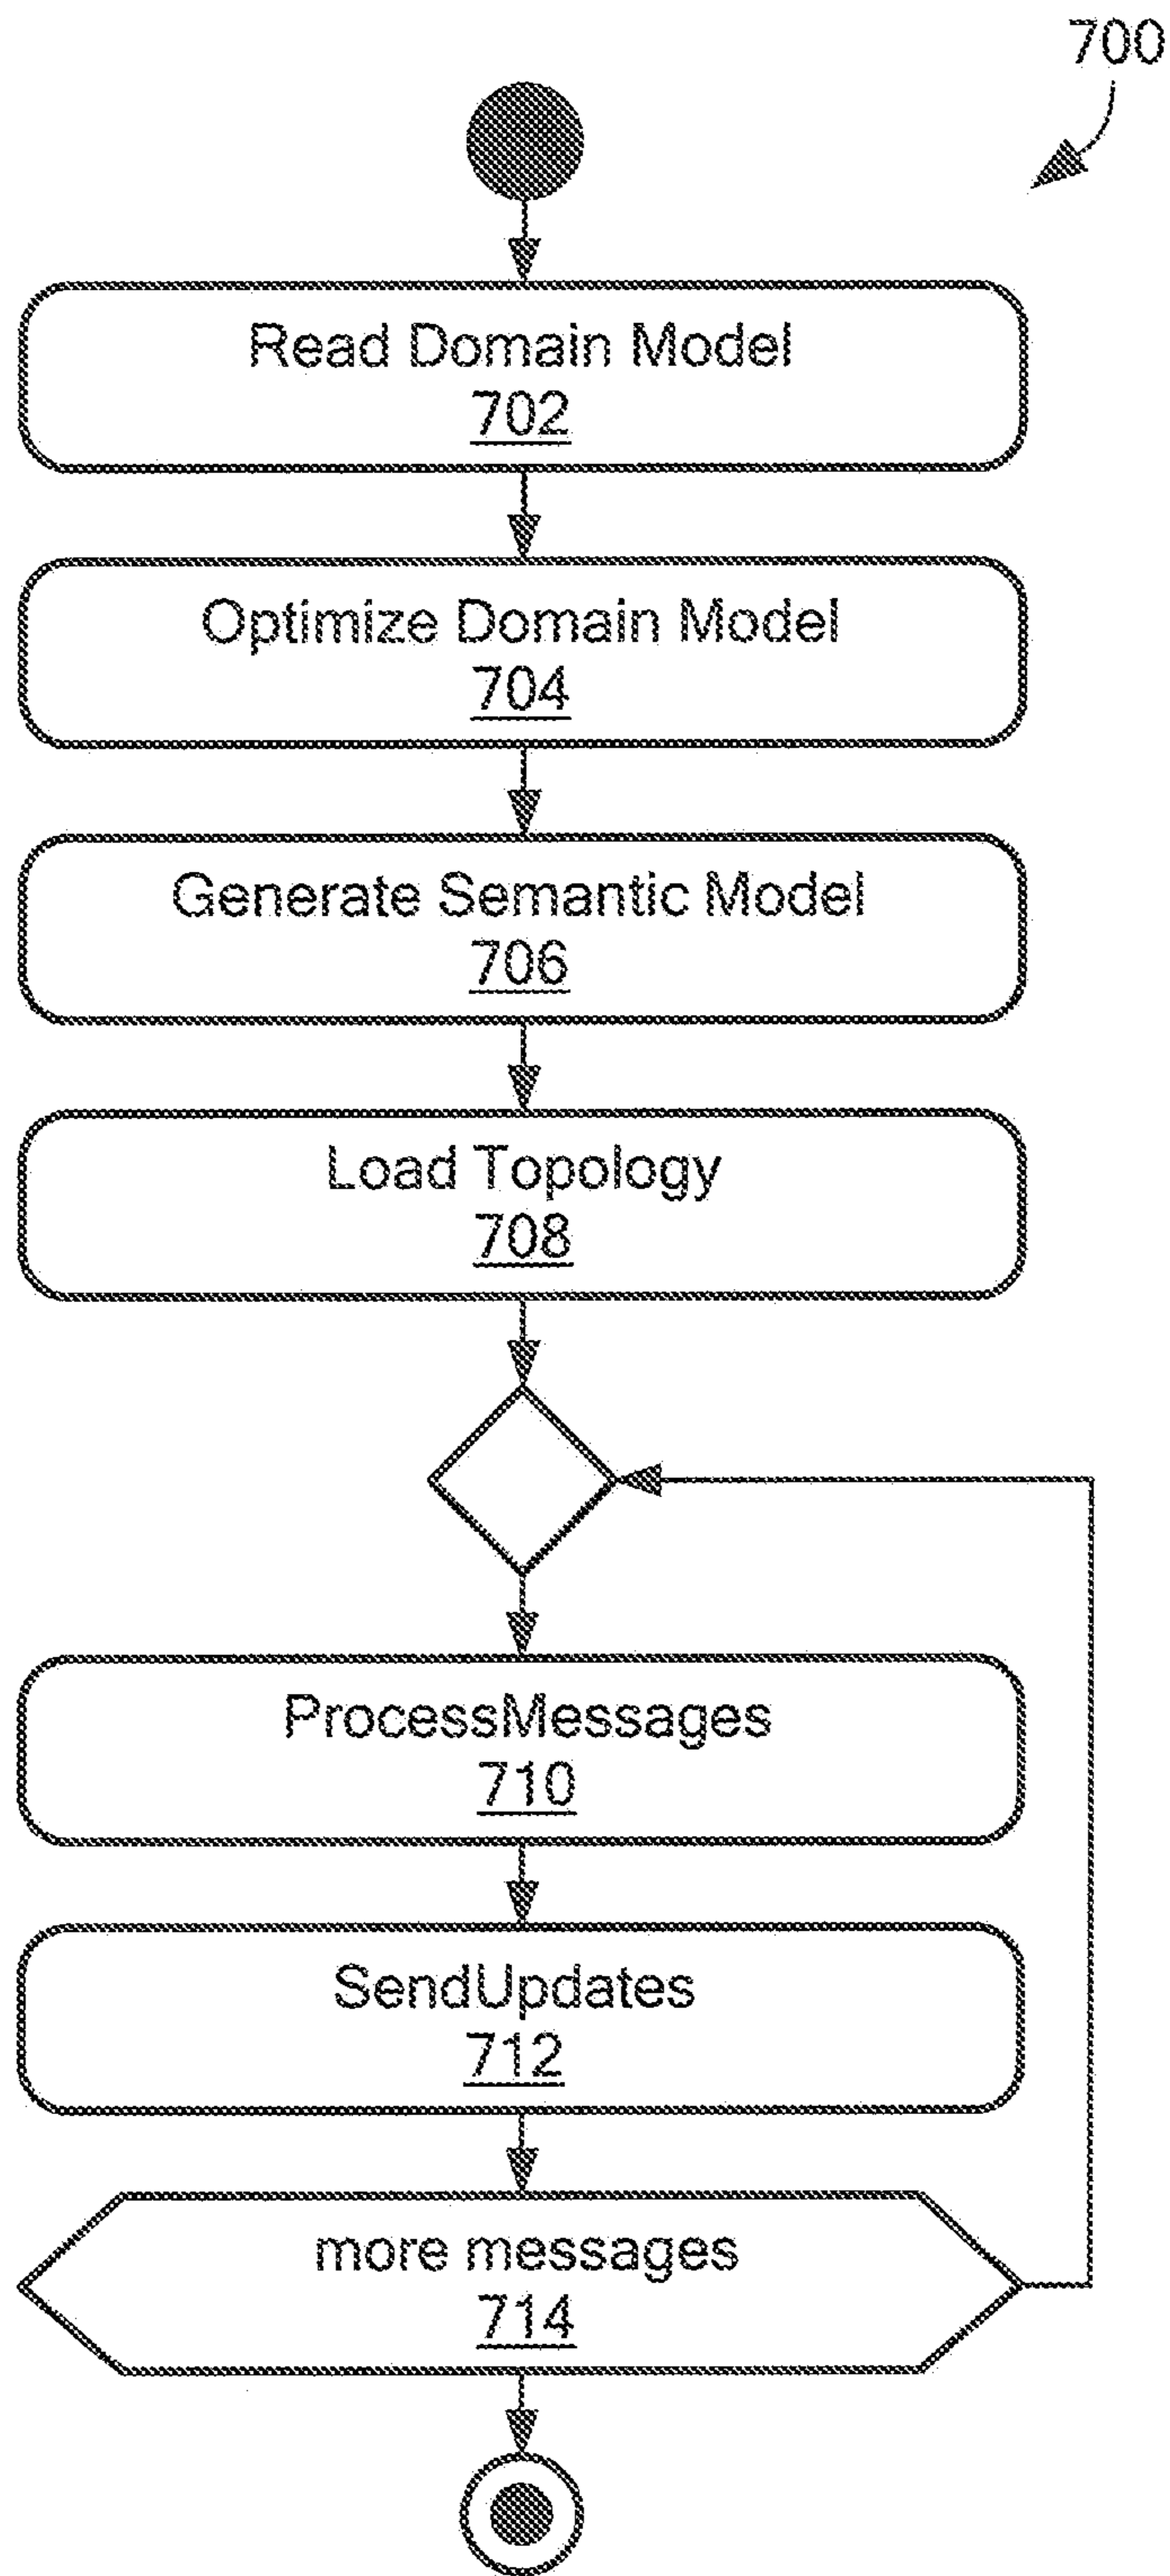 700
Read Domain Model
702
Optimize Domain Model
704
Generate Semantic Model
706
Load Topology
708
ProcessMessages
710
SendUpdates
712
more messages
714